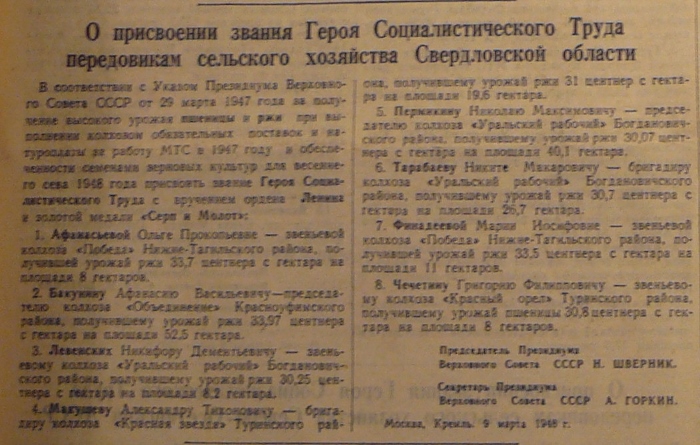 О присвоении звания Героя Социалистического Труда
передовикам сельского хозяйства Свердловской области
В соответствии с Указом Президиума Верховно-
го Совета СССР от 29 марта 1947 года за полу-
чение высокого урожая пшеницы и ржи при вы-
полнении колхозом обязательных поставок и на-
туроплаты за работу МТС в 1947 году и обеспе-
ченности семенами зерновых культур для весенне-
го сева 1948 года присвоить звание Героя Социа-
листического Труда с вручением ордена Ленина
и золотой медали «Серп и Молот»:
1. Афанасьевой Ольге Прокопьевне — звеньевой
колхоза «Победа» Нижне-Тагильского района, по-
лучившей урожай ржи 33,7 центнера с гектара на
площади 8 гектаров.
2. Бакунину Афанасию Васильевичу—председа-
телю колхоза «Объединение» Красноуфимского
района, получившему урожай ржи 33,97 центнера
с гектара на площади 52,5 гектара.
3. Левенских Никифору Дементьевичу — звень-
евому колхоза «Уральский рабочий» Богданович-
ского района, получившему урожай ржи 30,25 цен-
тнера с гектара на площади 8,2 гектара.
4. Мягушеву Александру Тихоновичу — брига-
диру колхоза «Красная звезда» Туринского рай-
она, получившему урожай ржи 31 центнер с гекта-
ра на площади 19,6 гектара.
5. Пермикину Николаю Максимовичу — предсе-
дателю колхоза «Уральский рабочий» Богдановичс-
кого района, получившему урожай ржи 30,07 цент-
нера с гектара на площади 40,1 гектара.
6. Тарабаеву Никите Макаровичу — бригадиру
колхоза «Уральский рабочий» Богдановичского
района, получившему урожай ржи 30,7 центнера с
гектара на площади 26,7 гектара.
7. Финадеевой Марии Иосифовне — звеньевой
колхоза «Победа» Нижне-Тагильского района, по-
лучившей урожай ржи 33,5 центнера с гектара на
площади 11 гектаров.
8. Чечетину Григорию Филипповичу — звеньево-
му колхоза «Красный орел» Туринского района,
получившему урожай пшеницы 30,8 центнера с гек-
тара на площади 8 гектаров.
Председатель Президиума
Верховного Совета СССР Н. ШВЕРНИК.
Секретарь Президиума
Верховного Совета СССР А. ГОРКИН.
Москва, Кремль. 9 марта 1948 г.